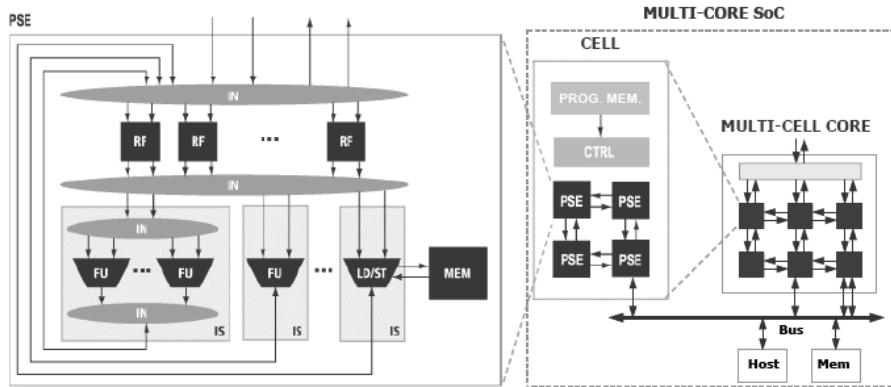 PSE
IN
RF
RF
...
RF
IN
IN
FU
...
FU
IN
IS
FU
IS
...
LD/ST
IS
MEM
MULTI-CORE SoC
CELL
PROG. MEM.
CTRL
PSE
PSE
PSE
PSE
MULTI-CELL CORE
Bus
Host
Mem